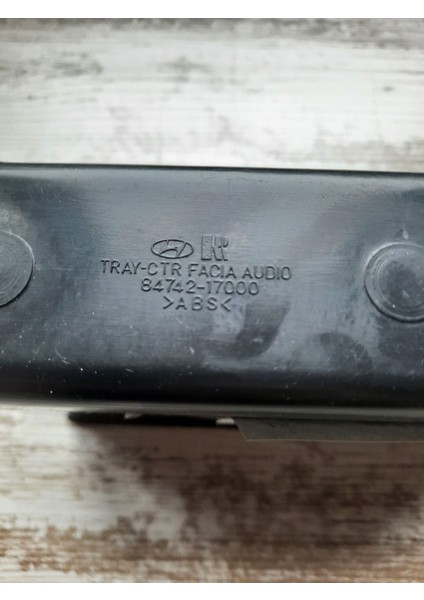 TRAY-CTR FACIA AUDIO
84742-17000
>ABS<